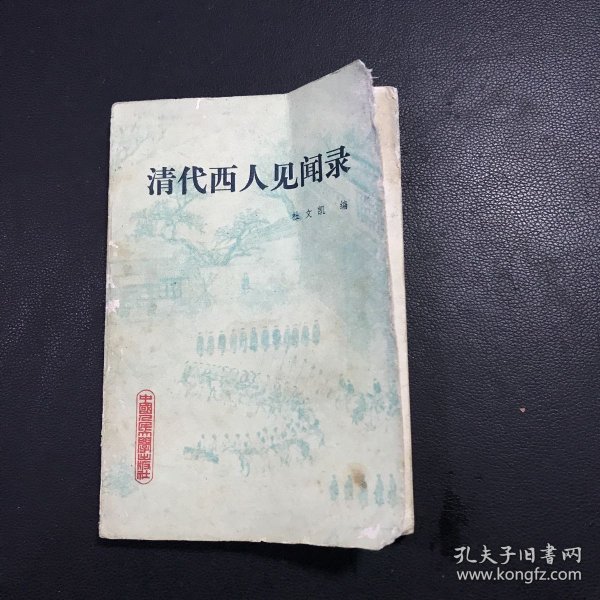 清代西人见闻录
杜文凯 编
中國人民大學出版社
孔夫子旧书网
www.kongfz.com